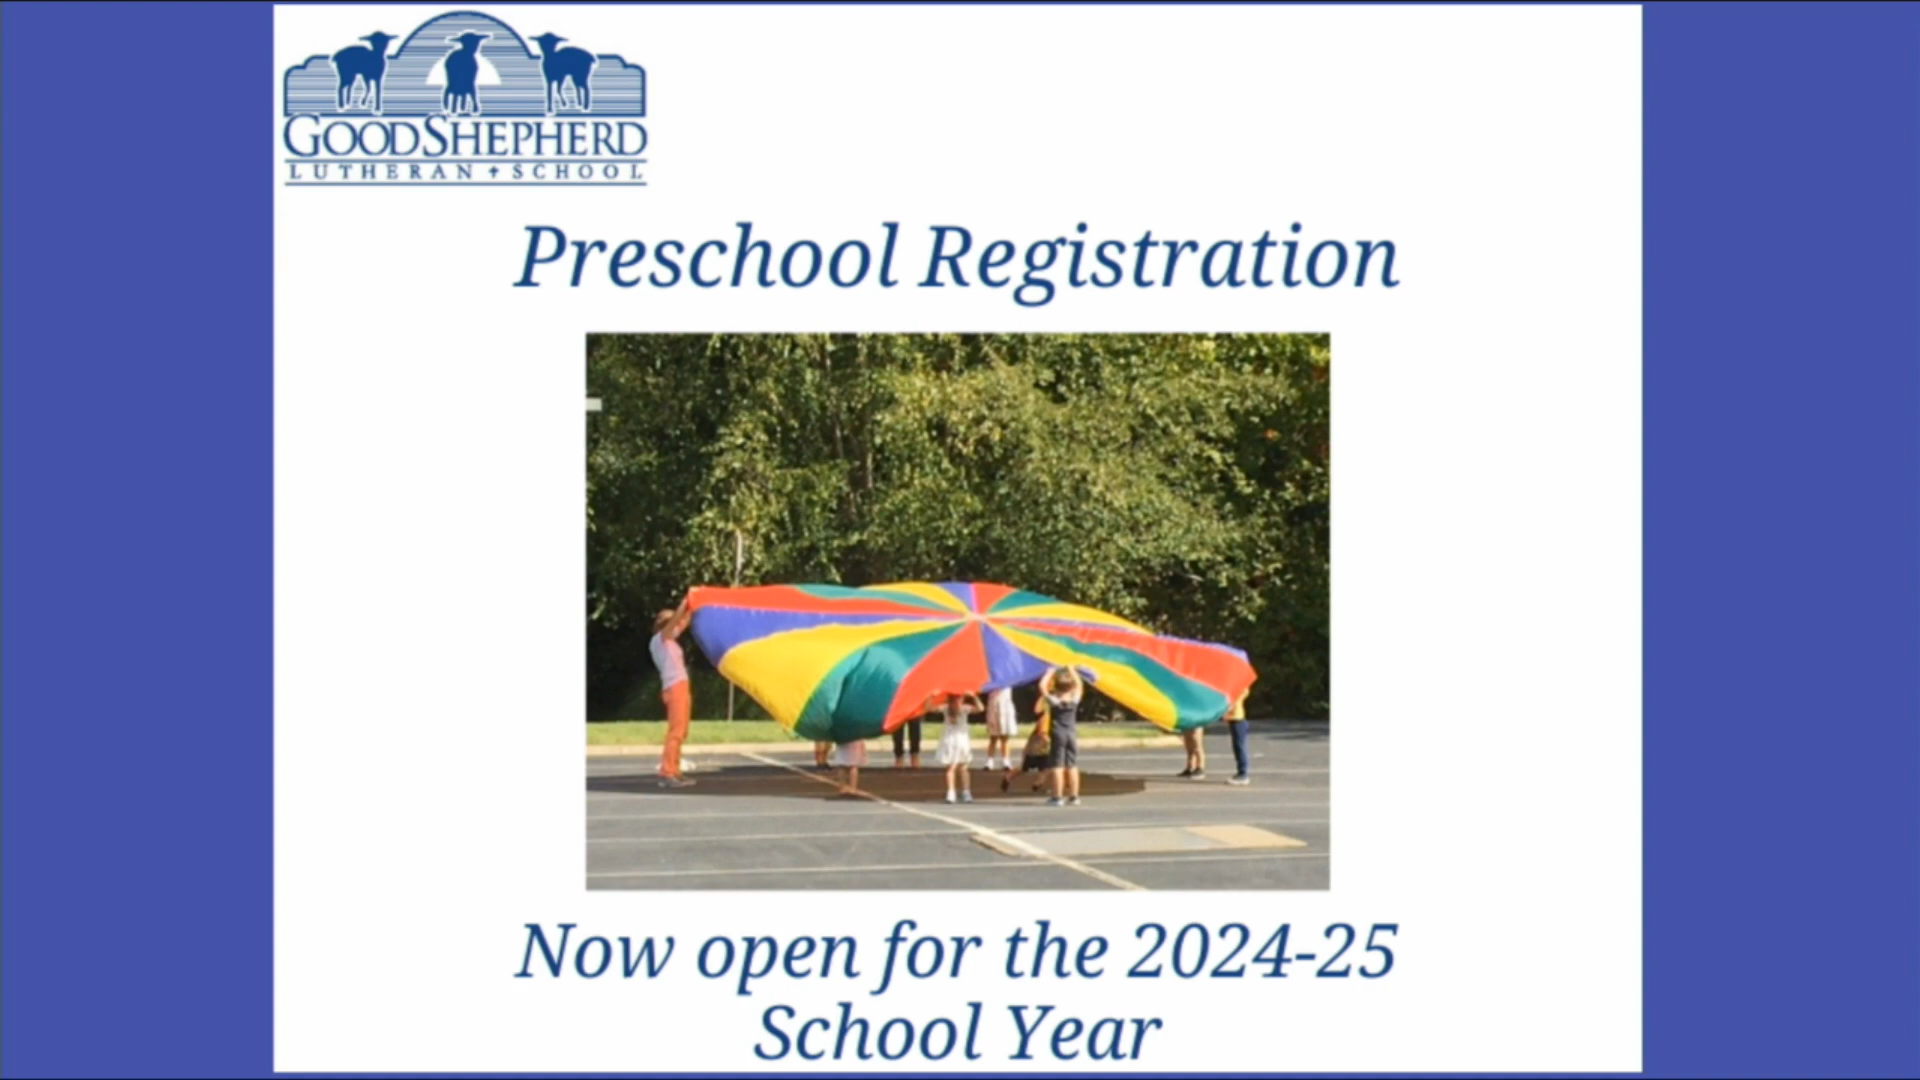 GOODSHEPHERD
LUTHERAN SCHOOL
Preschool Registration
Now open for the 2024-25
School Year